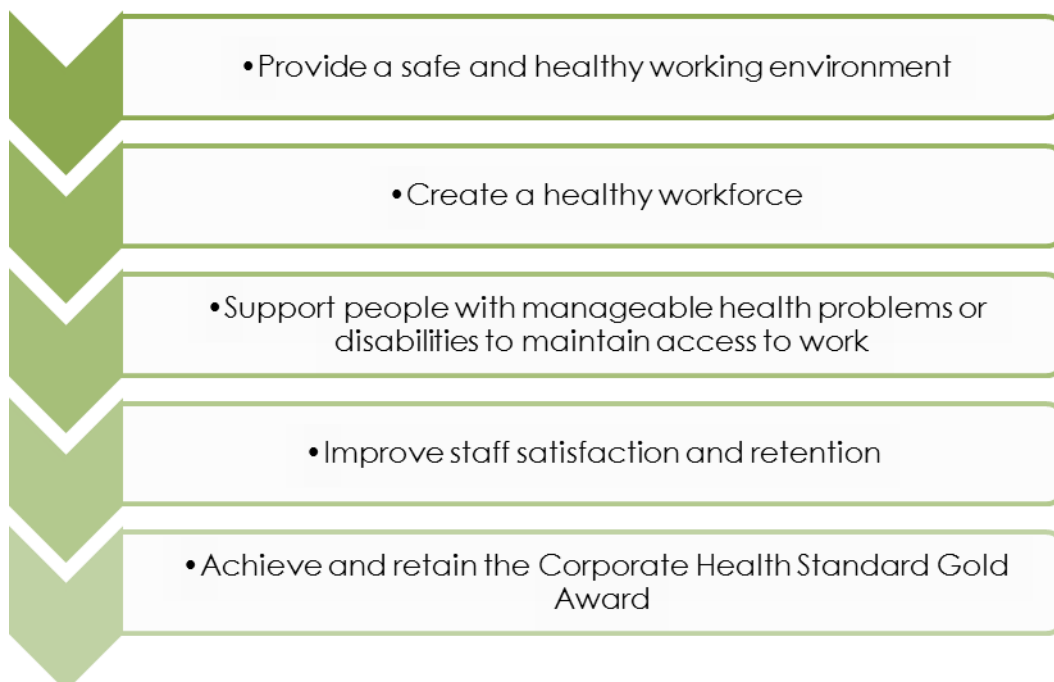 •Provide a safe and healthy working environment
•Create a healthy workforce
•Support people with manageable health problems or
disabilities to maintain access to work
•Improve staff satisfaction and retention
•Achieve and retain the Corporate Health Standard Gold
Award